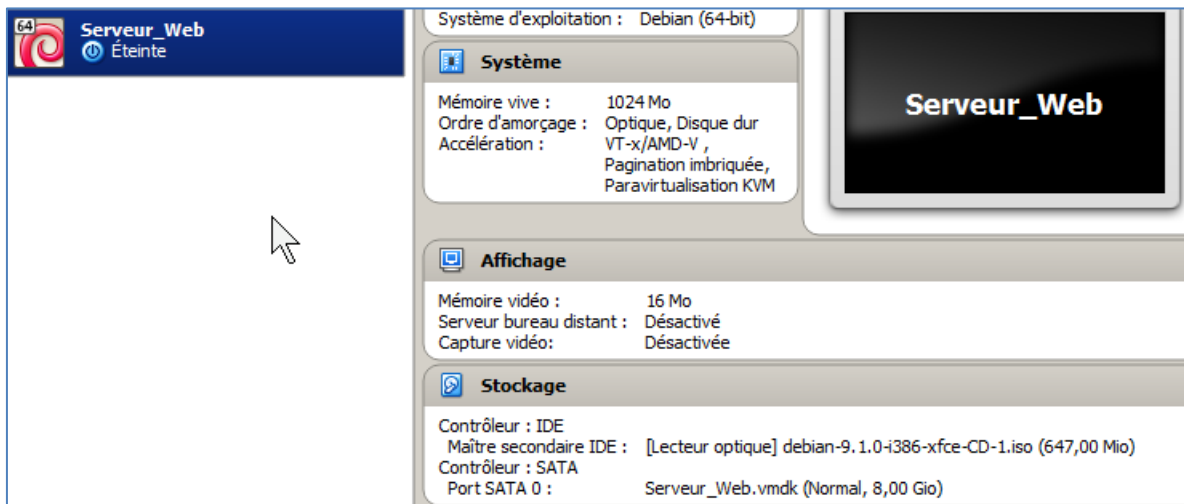 64
Serveur_Web
Éteinte
Système d'exploitation : Debian (64-bit)
Système
Mémoire vive : 1024 Mo
Ordre d'amorçage : Optique, Disque dur
Accélération : VT-x/AMD-V ,
Pagination imbriquée,
Paravirtualisation KVM
Serveur_Web
Affichage
Mémoire vidéo : 16 Mo
Serveur bureau distant : Désactivé
Capture vidéo: Désactivée
Stockage
Contrôleur : IDE
Maître secondaire IDE : [Lecteur optique] debian-9.1.0-i386-xfce-CD-1.iso (647,00 Mio)
Contrôleur : SATA
Port SATA 0 : Serveur_Web.vmdk (Normal, 8,00 Gio)